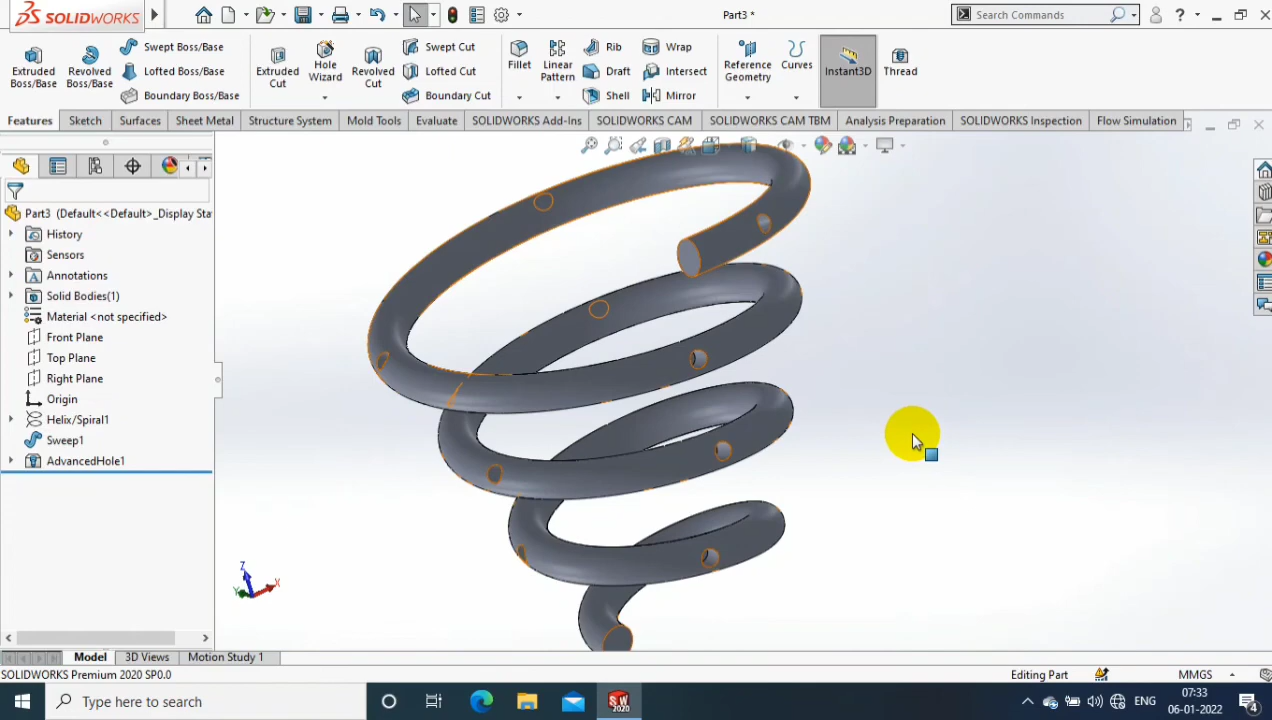 SOLIDWORKS
Part3 *
Search Commands
?
Extruded Boss/Base
Revolved Boss/Base
Swept Boss/Base
Lofted Boss/Base
Boundary Boss/Base
Extruded Cut
Hole Wizard
Revolved Cut
Swept Cut
Lofted Cut
Boundary Cut
Fillet
Linear Pattern
Rib
Draft
Shell
Wrap
Intersect
Mirror
Reference Geometry
Curves
Instant3D
Thread
Features
Sketch
Surfaces
Sheet Metal
Structure System
Mold Tools
Evaluate
SOLIDWORKS Add-Ins
SOLIDWORKS CAM
SOLIDWORKS CAM TBM
Analysis Preparation
SOLIDWORKS Inspection
Flow Simulation
Part3 (Default<<Default>_Display Sta
History
Sensors
Annotations
Solid Bodies(1)
Material <not specified>
Front Plane
Top Plane
Right Plane
Origin
Helix/Spiral1
Sweep1
AdvancedHole1
Z
Y
X
Model
3D Views
Motion Study 1
SOLIDWORKS Premium 2020 SP0.0
Editing Part
MMGS
Type here to search
SW
2020
ENG
07:33
06-01-2022
4